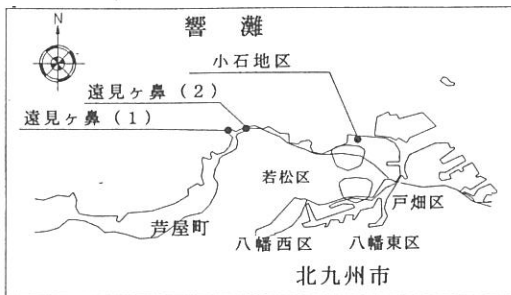 N
響灘
小石地区
遠見ヶ鼻(2)
遠見ヶ鼻(1)
若松区
戸畑区
芦屋町
八幡西区
八幡東区
北九州市